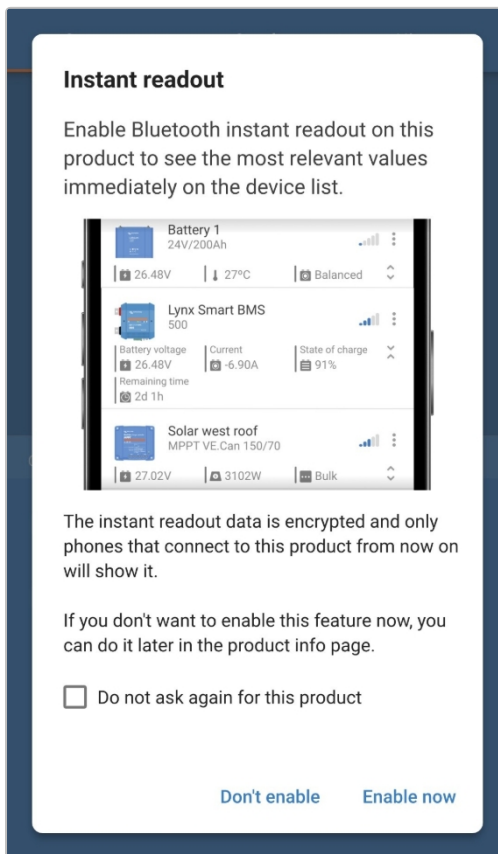 Instant readout
Enable Bluetooth instant readout on this
product to see the most relevant values
immediately on the device list.
Battery 1
24V/200Ah
26.48V 27ºC Balanced
Lynx Smart BMS
500
Battery voltage Current State of charge
26.48V -6.90A 91%
Remaining time
2d 1h
Solar west roof
MPPT VE.Can 150/70
27.02V 3102W Bulk
The instant readout data is encrypted and only
phones that connect to this product from now on
will show it.
If you don't want to enable this feature now, you
can do it later in the product info page.
Do not ask again for this product
Don't enable Enable now